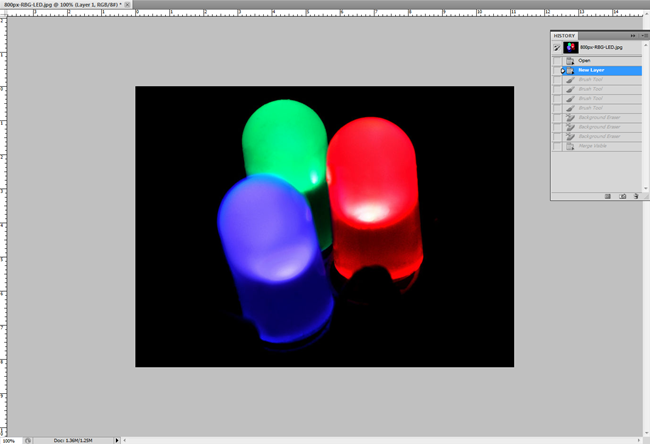 800px-RBG-LED.jpg @ 100% (Layer 1, RGB/8#) *
HISTORY
800px-RBG-LED.jpg
Open
New Layer
Brush Tool
Brush Tool
Brush Tool
Brush Tool
Background Eraser
Background Eraser
Background Eraser
Merge Visible
100%
Doc: 1.36M/1.25M